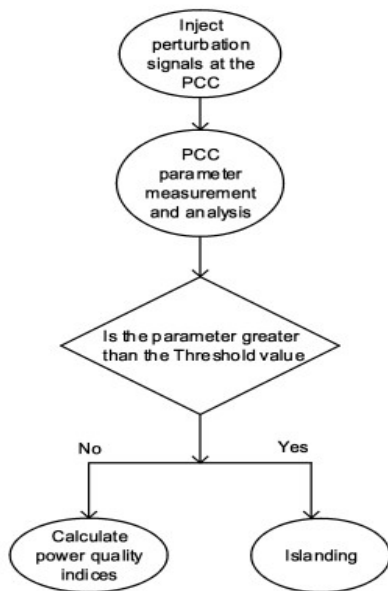 Inject
perturbation
signals at the
PCC
PCC
parameter
measurement
and analysis
Is the parameter greater
than the Threshold value
No
Yes
Calculate
power quality
indices
Islanding